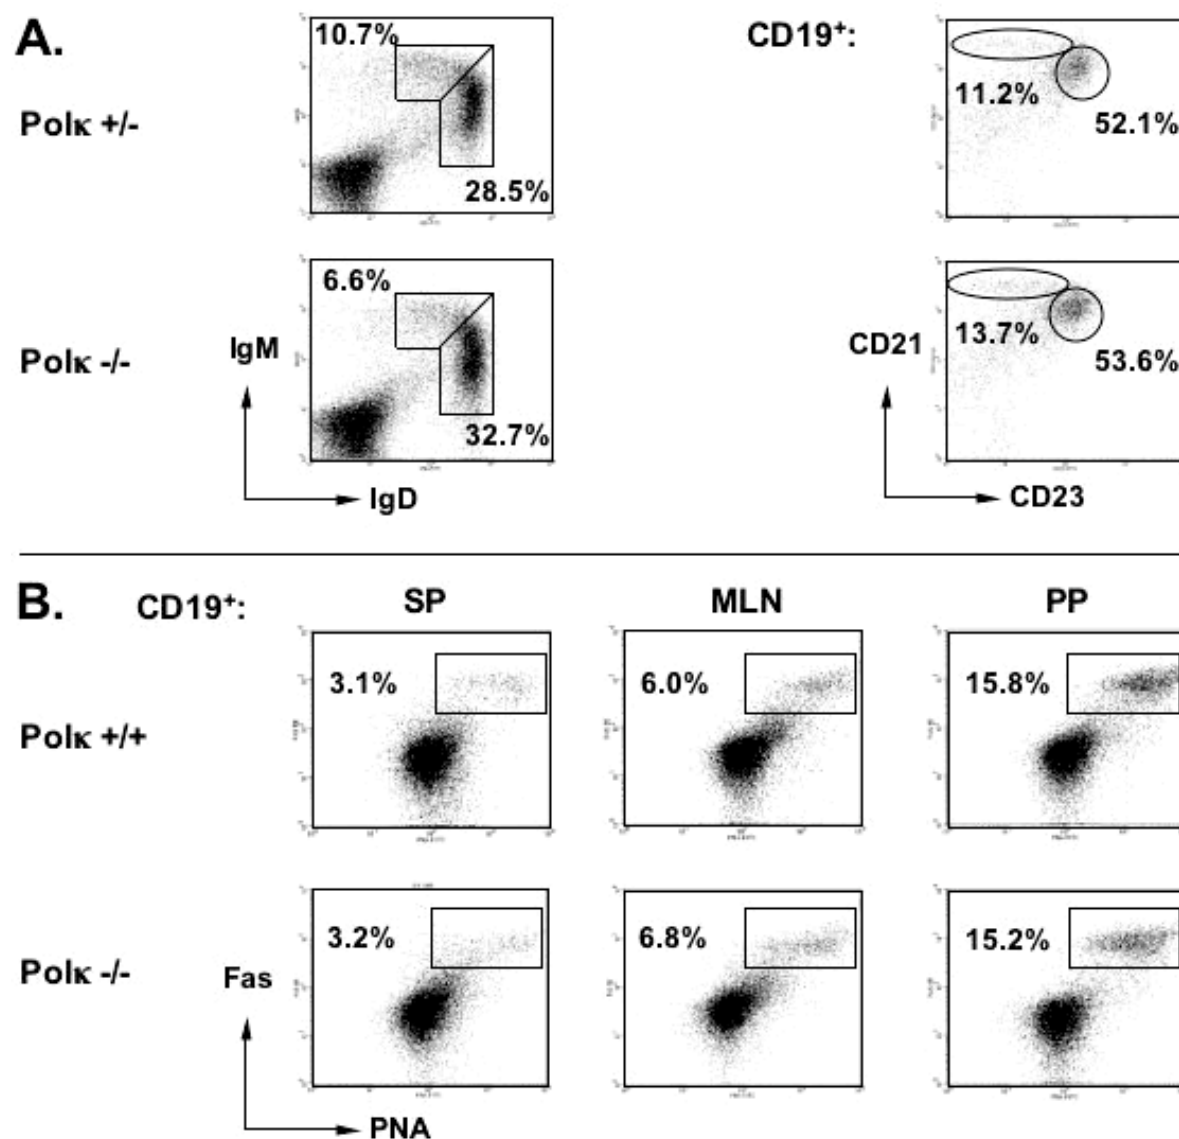 A.
Polκ +/-
10.7%
28.5%
CD19⁺:
11.2%
52.1%
Polκ -/-
6.6%
32.7%
IgM
IgD
13.7%
53.6%
CD21
CD23
B.
CD19⁺:
SP
MLN
PP
Polκ +/+
3.1%
6.0%
15.8%
Polκ -/-
3.2%
6.8%
15.2%
Fas
PNA